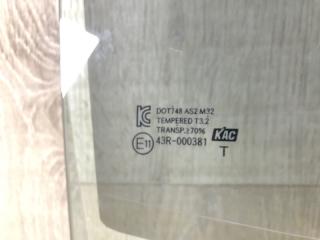 DOT748 AS2 M32
TEMPERED T3.2
TRANSP.≥70%
KAC
E11 43R-000381
T